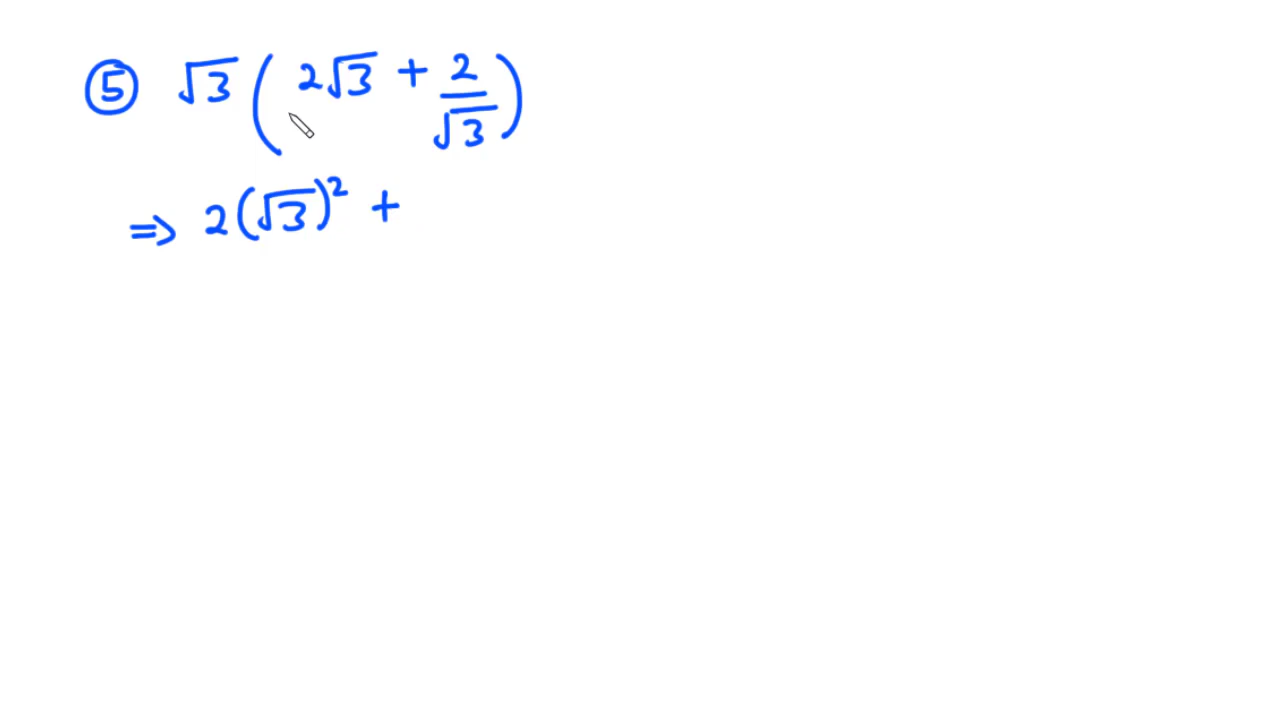 ⑤ √3 ( 2√3 + 2/√3 )
⇒ 2(√3)² +